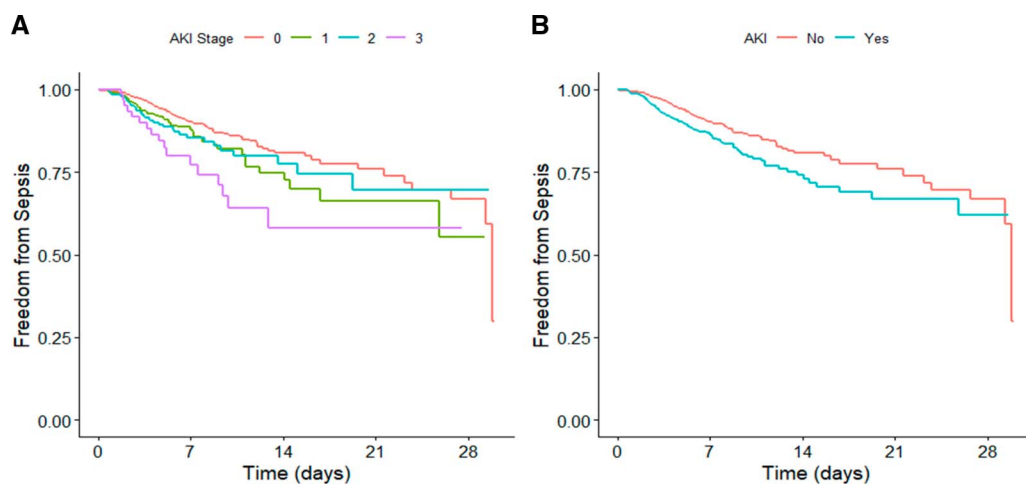 A
AKI Stage 0 1 2 3
1.00
0.75
0.50
0.25
0.00
Freedom from Sepsis
0 7 14 21 28
Time (days)
B
AKI No Yes
1.00
0.75
0.50
0.25
0.00
Freedom from Sepsis
0 7 14 21 28
Time (days)